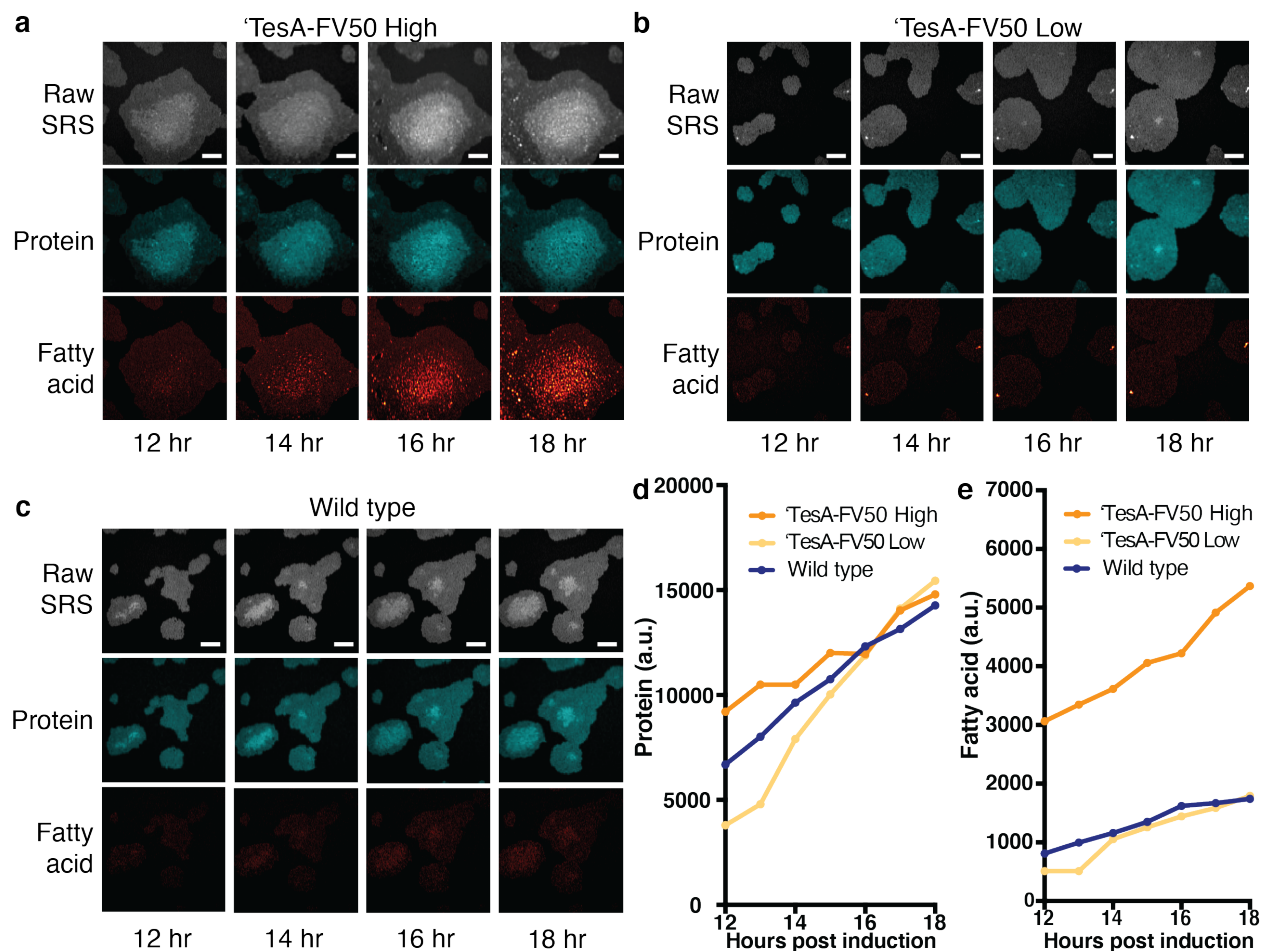 a
‘TesA-FV50 High
Raw
SRS
Protein
Fatty
acid
12 hr
14 hr
16 hr
18 hr
b
‘TesA-FV50 Low
Raw
SRS
Protein
Fatty
acid
12 hr
14 hr
16 hr
18 hr
c
Wild type
Raw
SRS
Protein
Fatty
acid
12 hr
14 hr
16 hr
18 hr
d
20000
15000
10000
5000
0
Protein (a.u.)
‘TesA-FV50 High
‘TesA-FV50 Low
Wild type
12
14
16
18
Hours post induction
e
7000
6000
5000
4000
3000
2000
1000
0
Fatty acid (a.u.)
‘TesA-FV50 High
‘TesA-FV50 Low
Wild type
12
14
16
18
Hours post induction